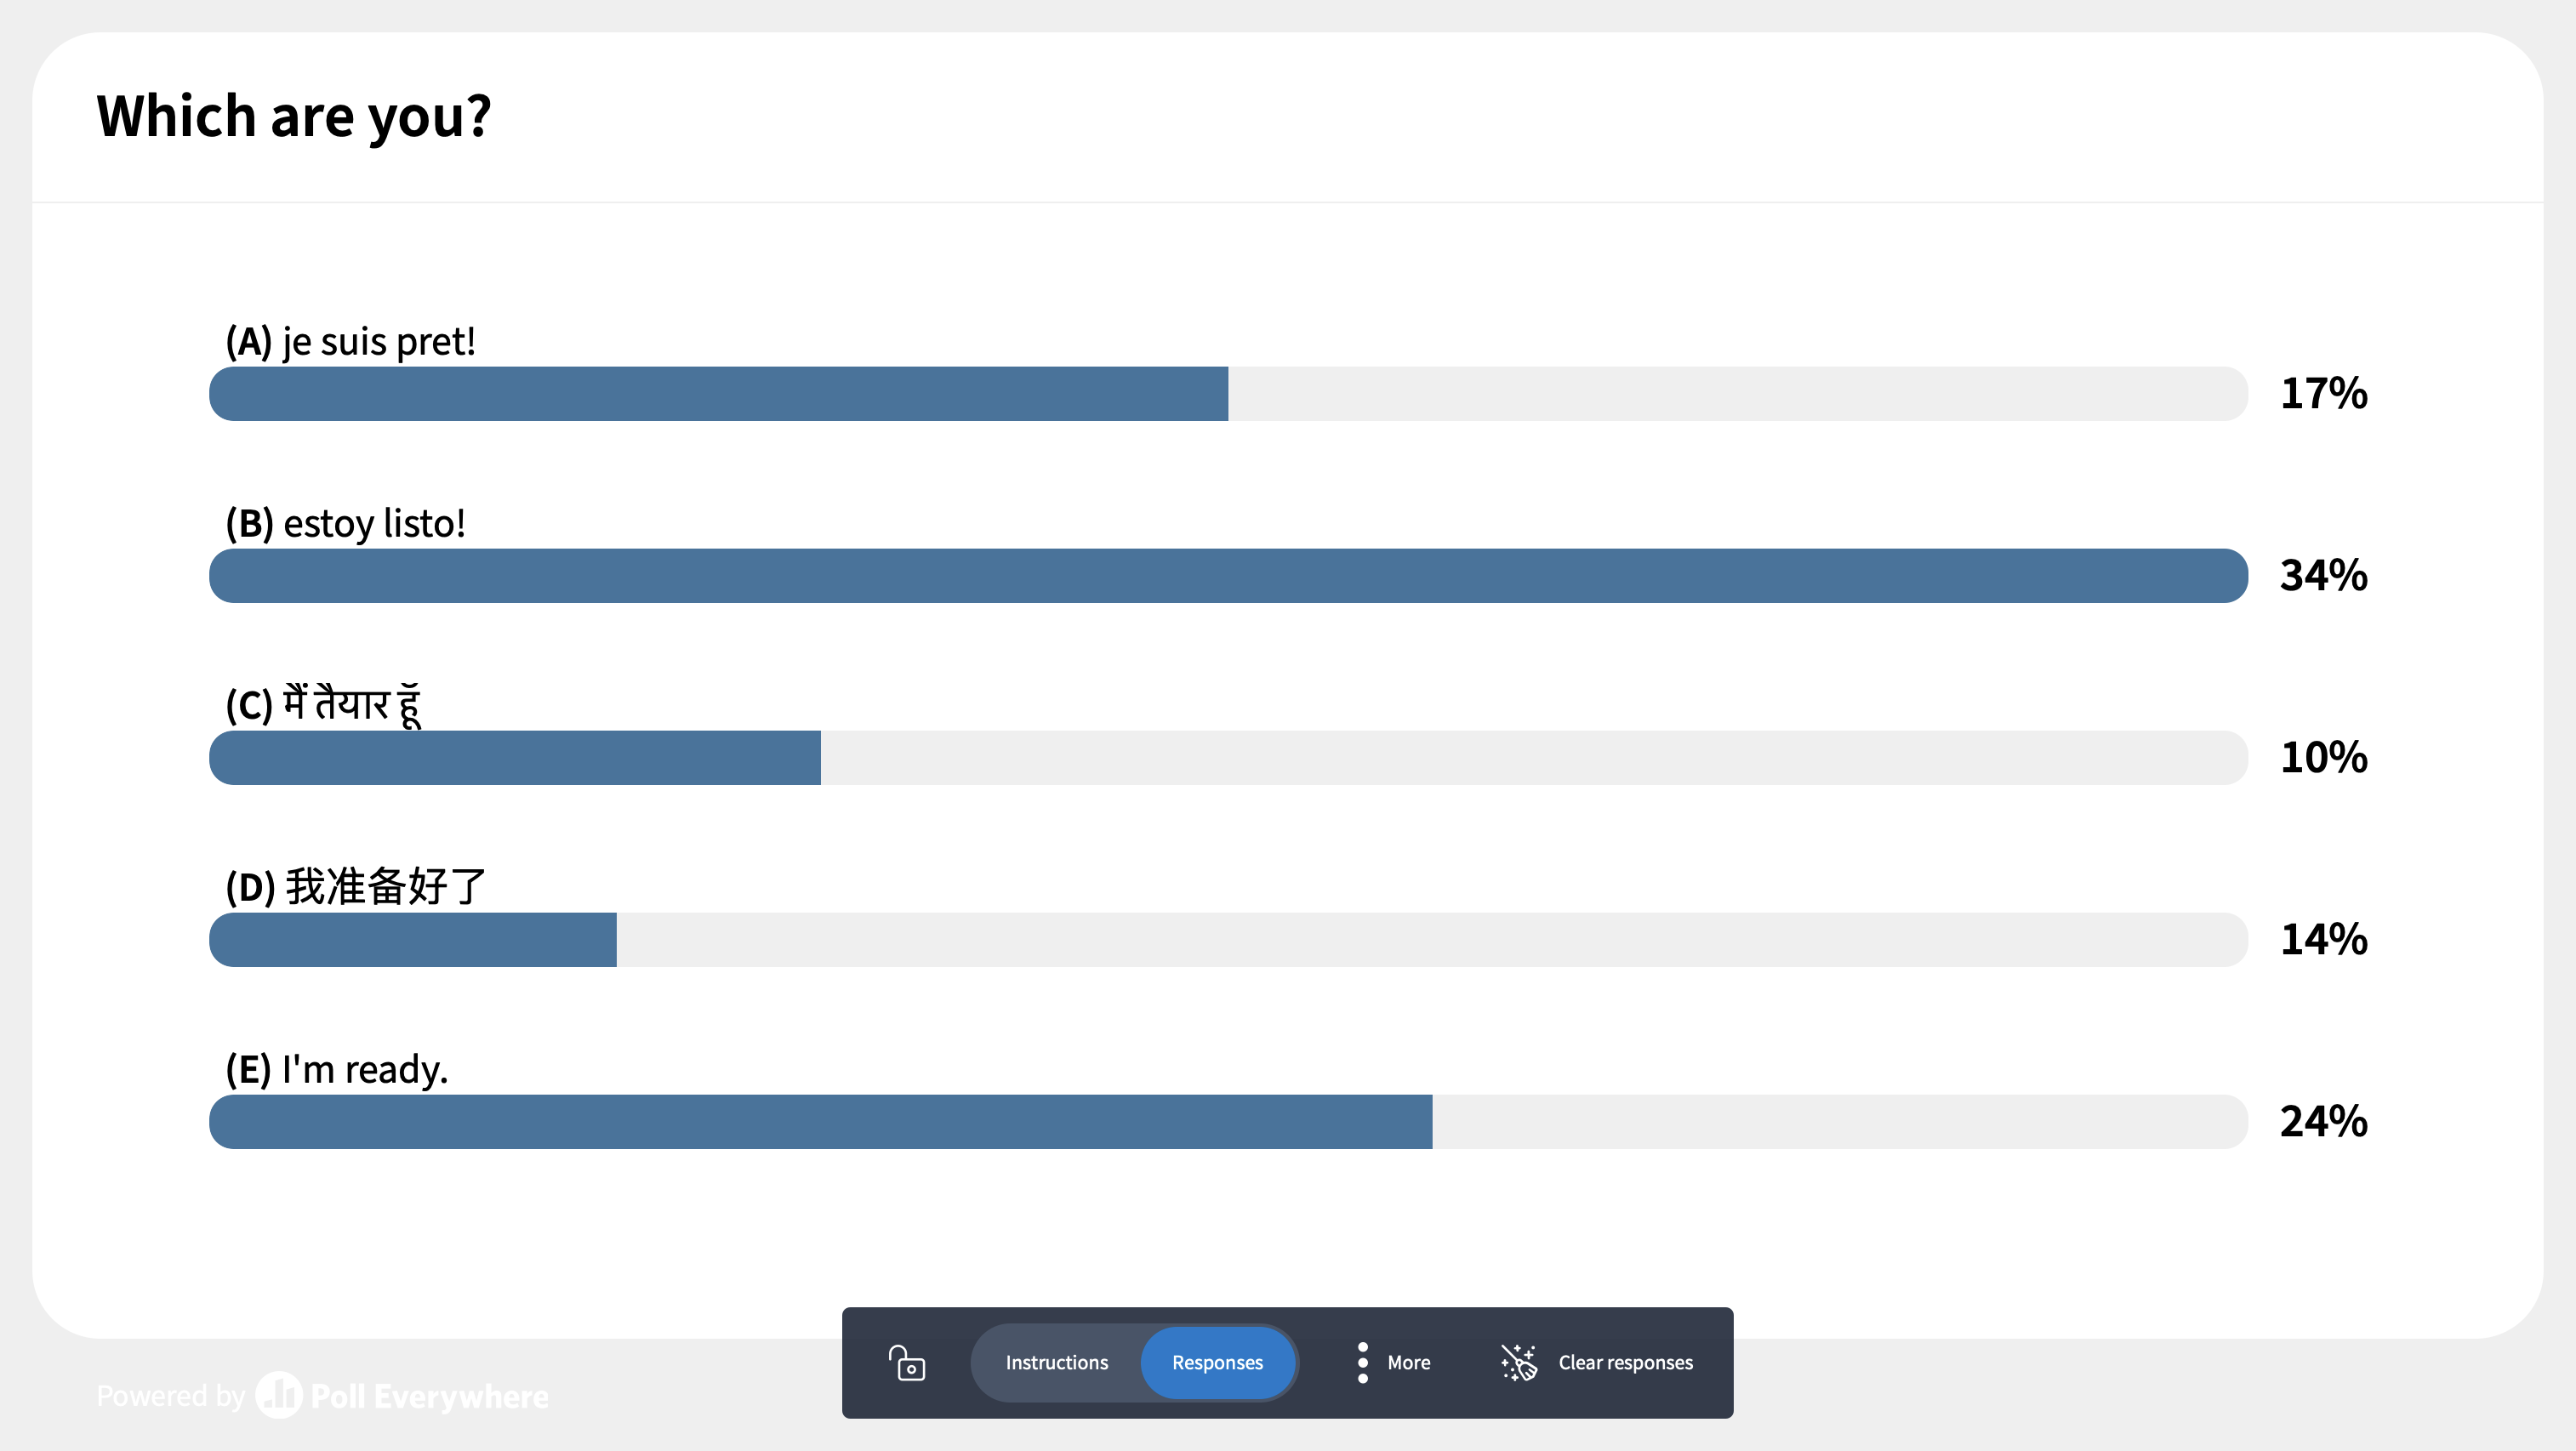 Which are you?
(A) je suis pret!
17%
(B) estoy listo!
34%
(C) मैं तैयार हूँ
10%
(D) 我准备好了
14%
(E) I'm ready.
24%
Instructions
Responses
More
Clear responses
Powered by Poll Everywhere